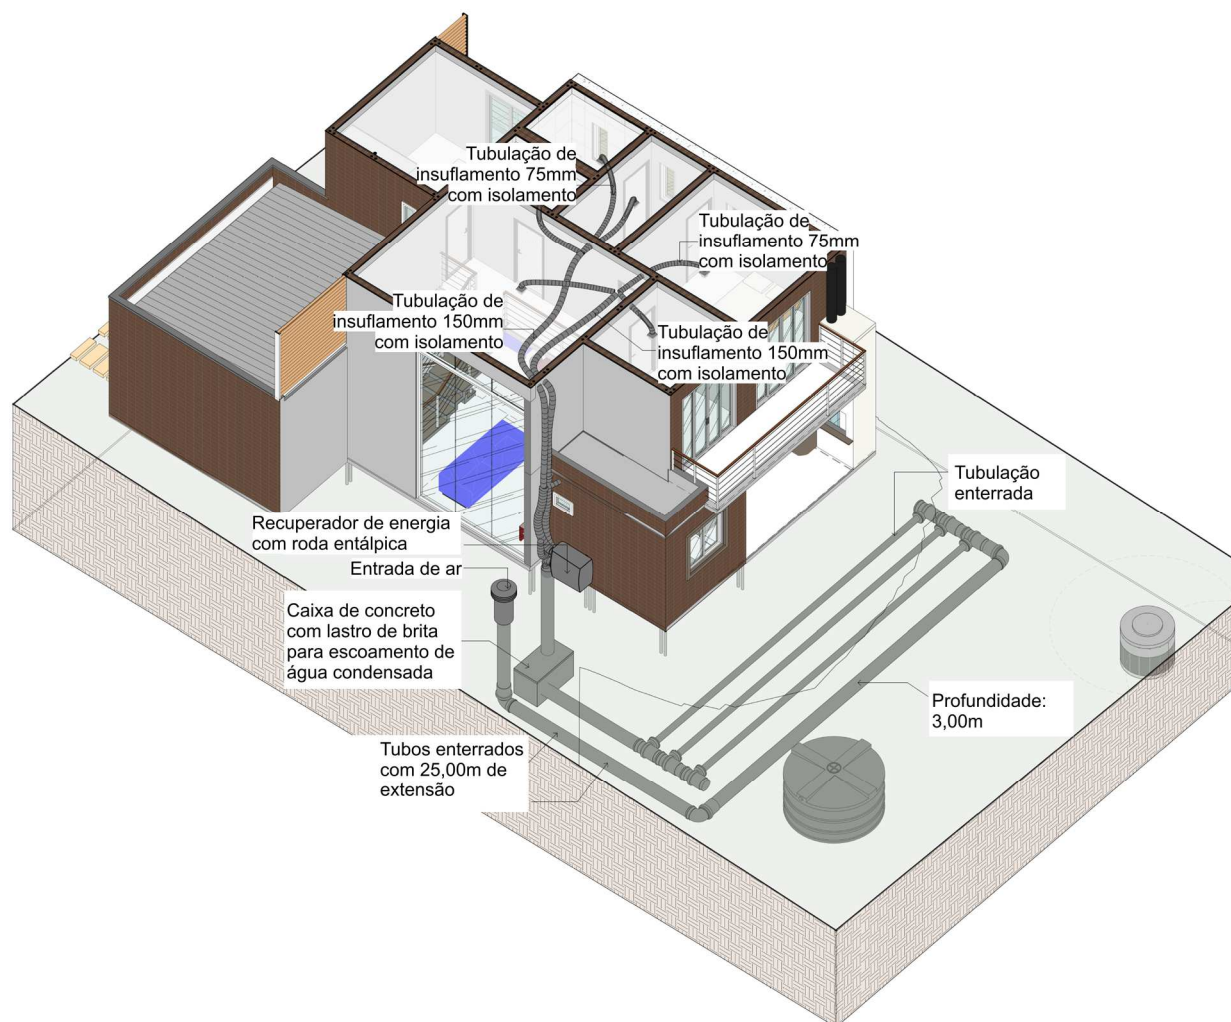 Tubulação de
insuflamento 75mm
com isolamento
Tubulação de
insuflamento 75mm
com isolamento
Tubulação de
insuflamento 150mm
com isolamento
Tubulação de
insuflamento 150mm
com isolamento
Tubulação
enterrada
Recuperador de energia
com roda entálpica
Entrada de ar
Caixa de concreto
com lastro de brita
para escoamento de
água condensada
Profundidade:
3,00m
Tubos enterrados
com 25,00m de
extensão